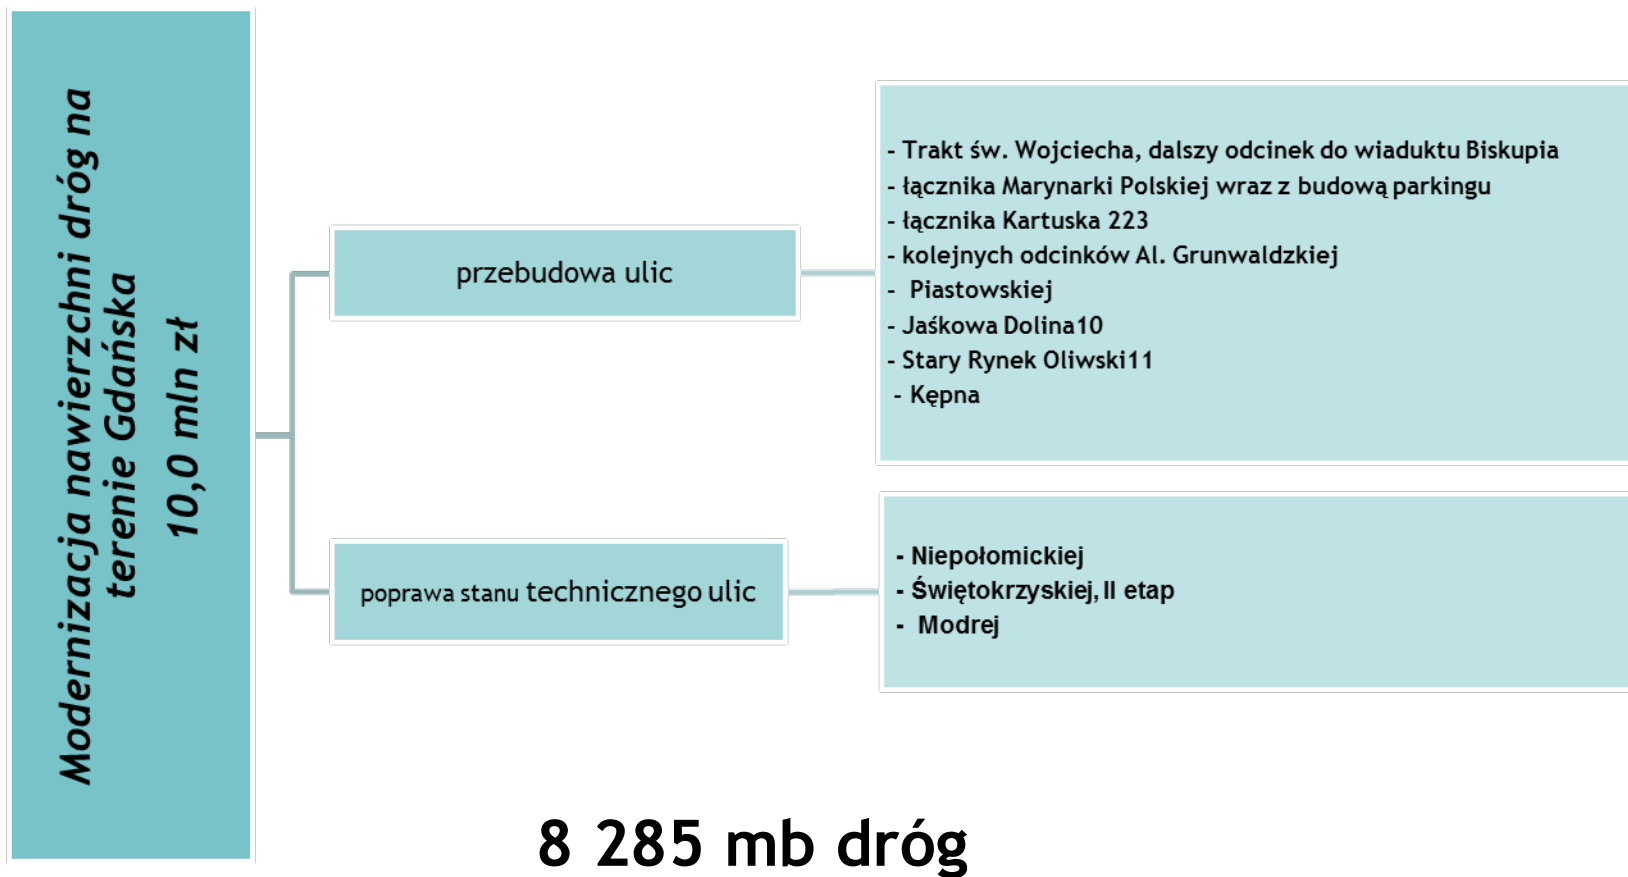 Modernizacja nawierzchni dróg na
terenie Gdańska
10,0 mln zł
przebudowa ulic
- Trakt św. Wojciecha, dalszy odcinek do wiaduktu Biskupia
- łącznika Marynarki Polskiej wraz z budową parkingu
- łącznika Kartuska 223
- kolejnych odcinków Al. Grunwaldzkiej
- Piastowskiej
- Jaśkowa Dolina10
- Stary Rynek Oliwski11
- Kępna
poprawa stanu technicznego ulic
- Niepołomickiej
- Świętokrzyskiej, II etap
- Modrej
8 285 mb dróg